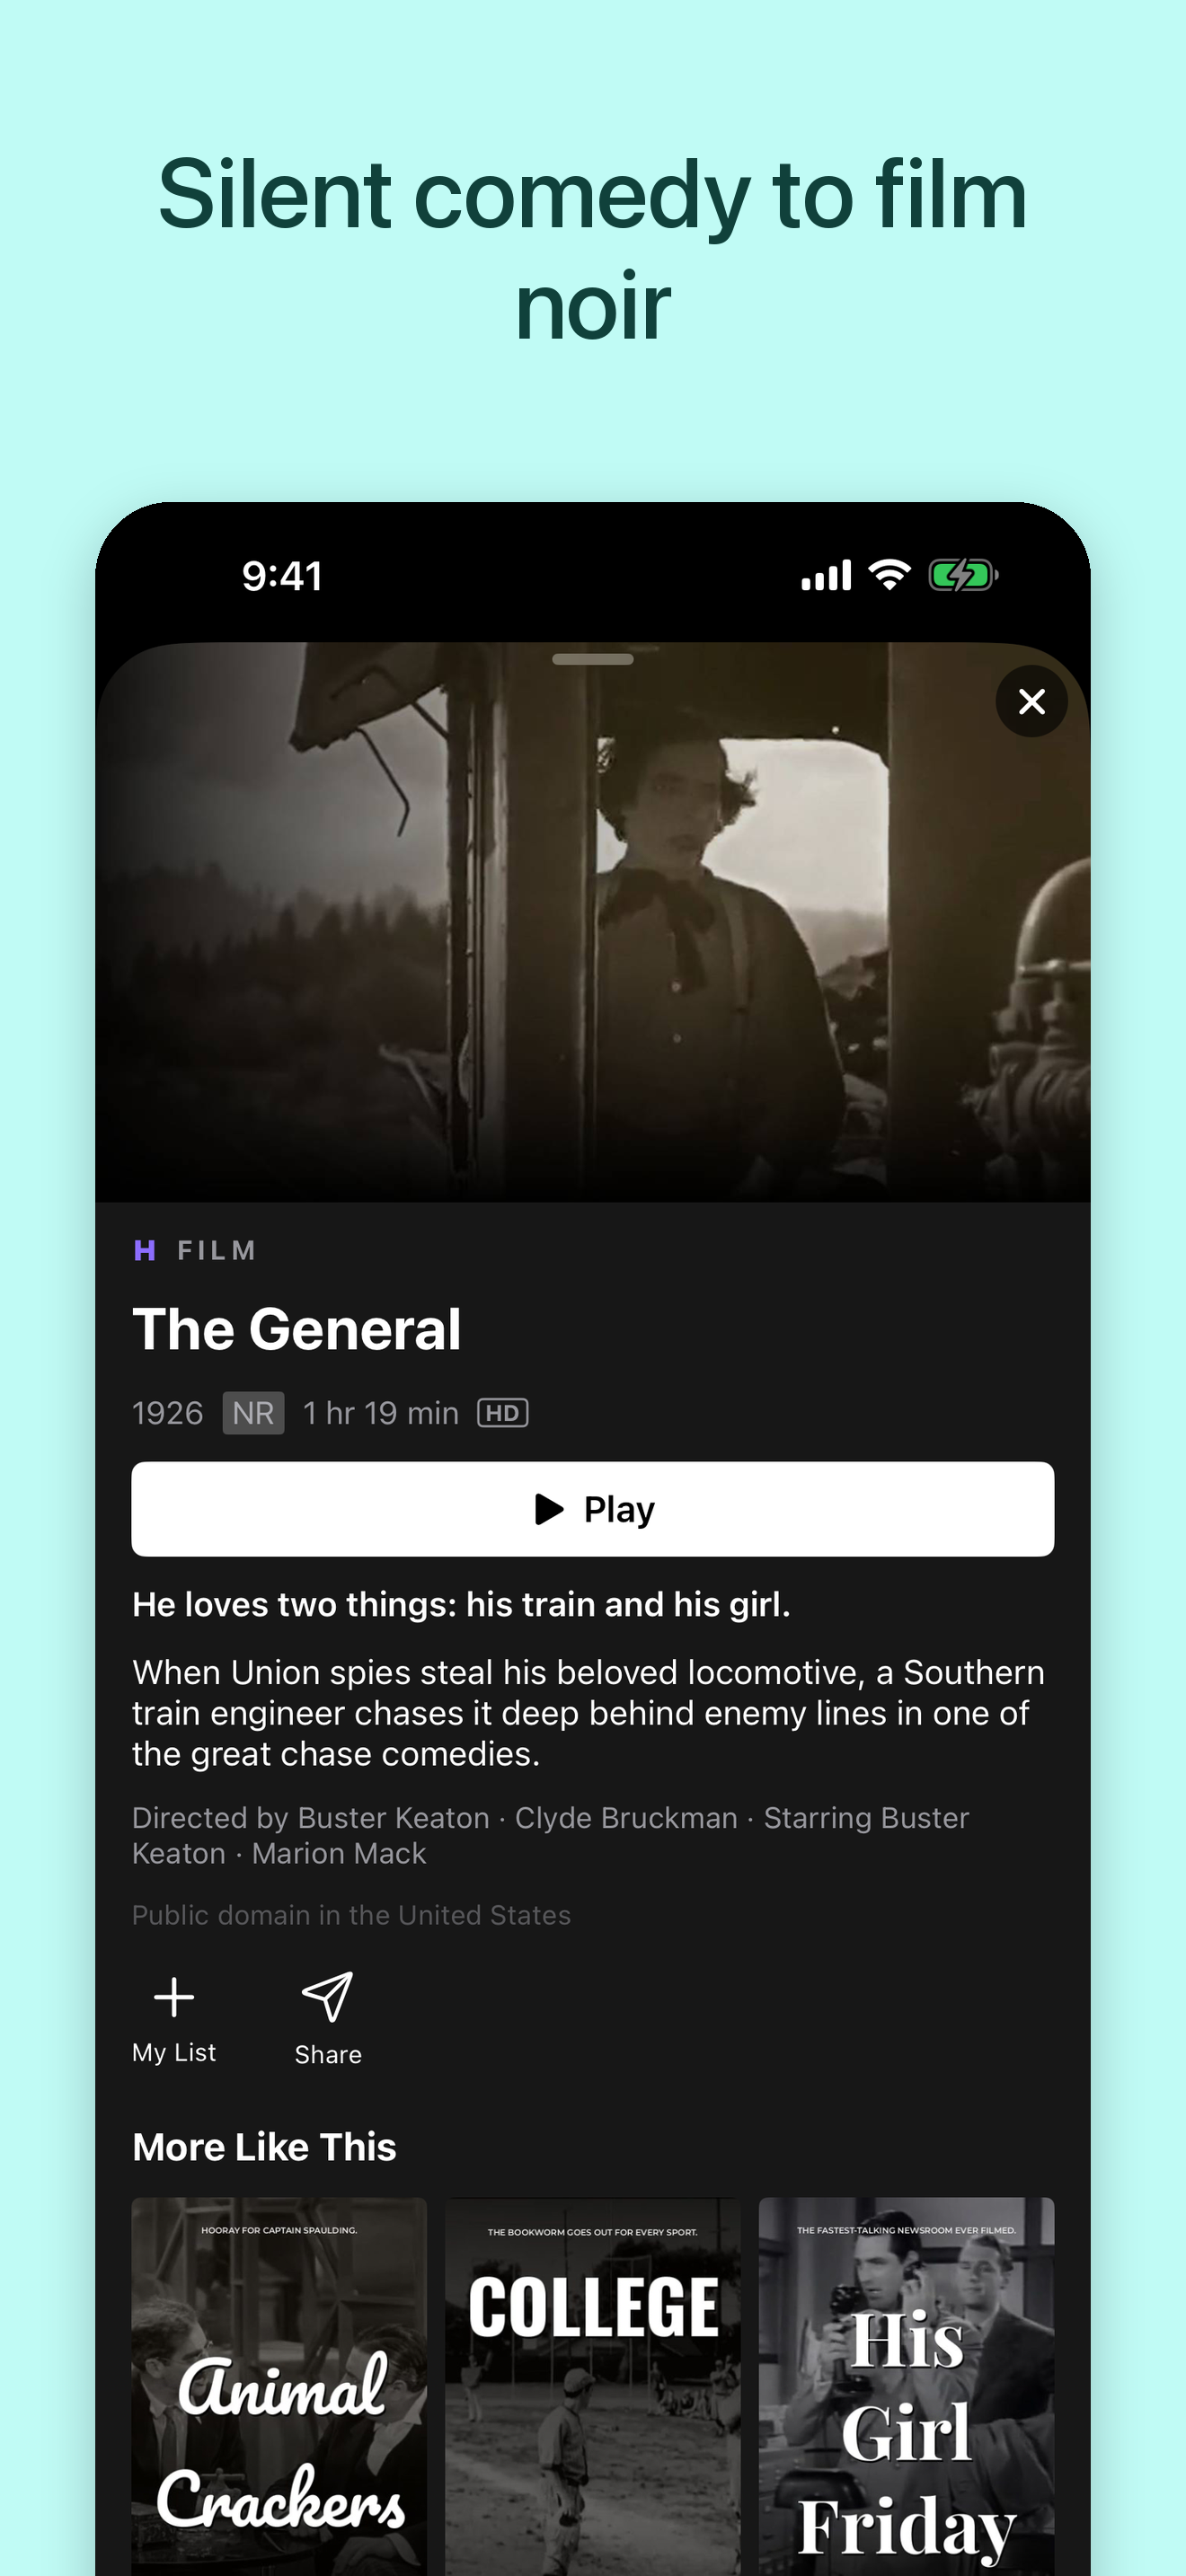 Silent comedy to film
noir
9:41
H FILM
The General
1926 NR 1 hr 19 min HD
Play
He loves two things: his train and his girl.
When Union spies steal his beloved locomotive, a Southern
train engineer chases it deep behind enemy lines in one of
the great chase comedies.
Directed by Buster Keaton · Clyde Bruckman · Starring Buster
Keaton · Marion Mack
Public domain in the United States
My List
Share
More Like This
HOORAY FOR CAPTAIN SPAULDING.
Animal
Crackers
THE BOOKWORM GOES OUT FOR EVERY SPORT.
COLLEGE
THE FASTEST-TALKING NEWSROOM EVER FILMED.
His
Girl
Friday